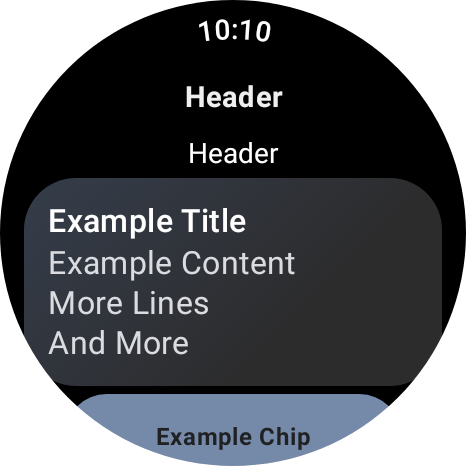 10:10
Header
Header
Example Title
Example Content
More Lines
And More
Example Chip